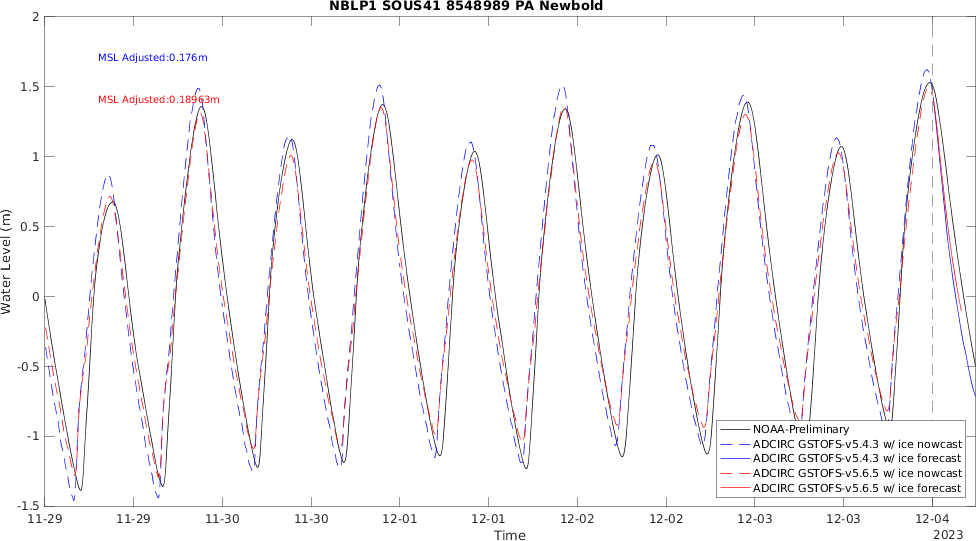 NBLP1 SOUS41 8548989 PA Newbold
MSL Adjusted:0.176m
MSL Adjusted:0.18963m
Water Level (m)
2
1.5
1
0.5
0
-0.5
-1
-1.5
NOAA-Preliminary
ADCIRC GSTOFS-v5.4.3 w/ ice nowcast
ADCIRC GSTOFS-v5.4.3 w/ ice forecast
ADCIRC GSTOFS-v5.6.5 w/ ice nowcast
ADCIRC GSTOFS-v5.6.5 w/ ice forecast
11-29 11-29 11-30 11-30 12-01 12-01 12-02 12-02 12-03 12-03 12-04
Time
2023